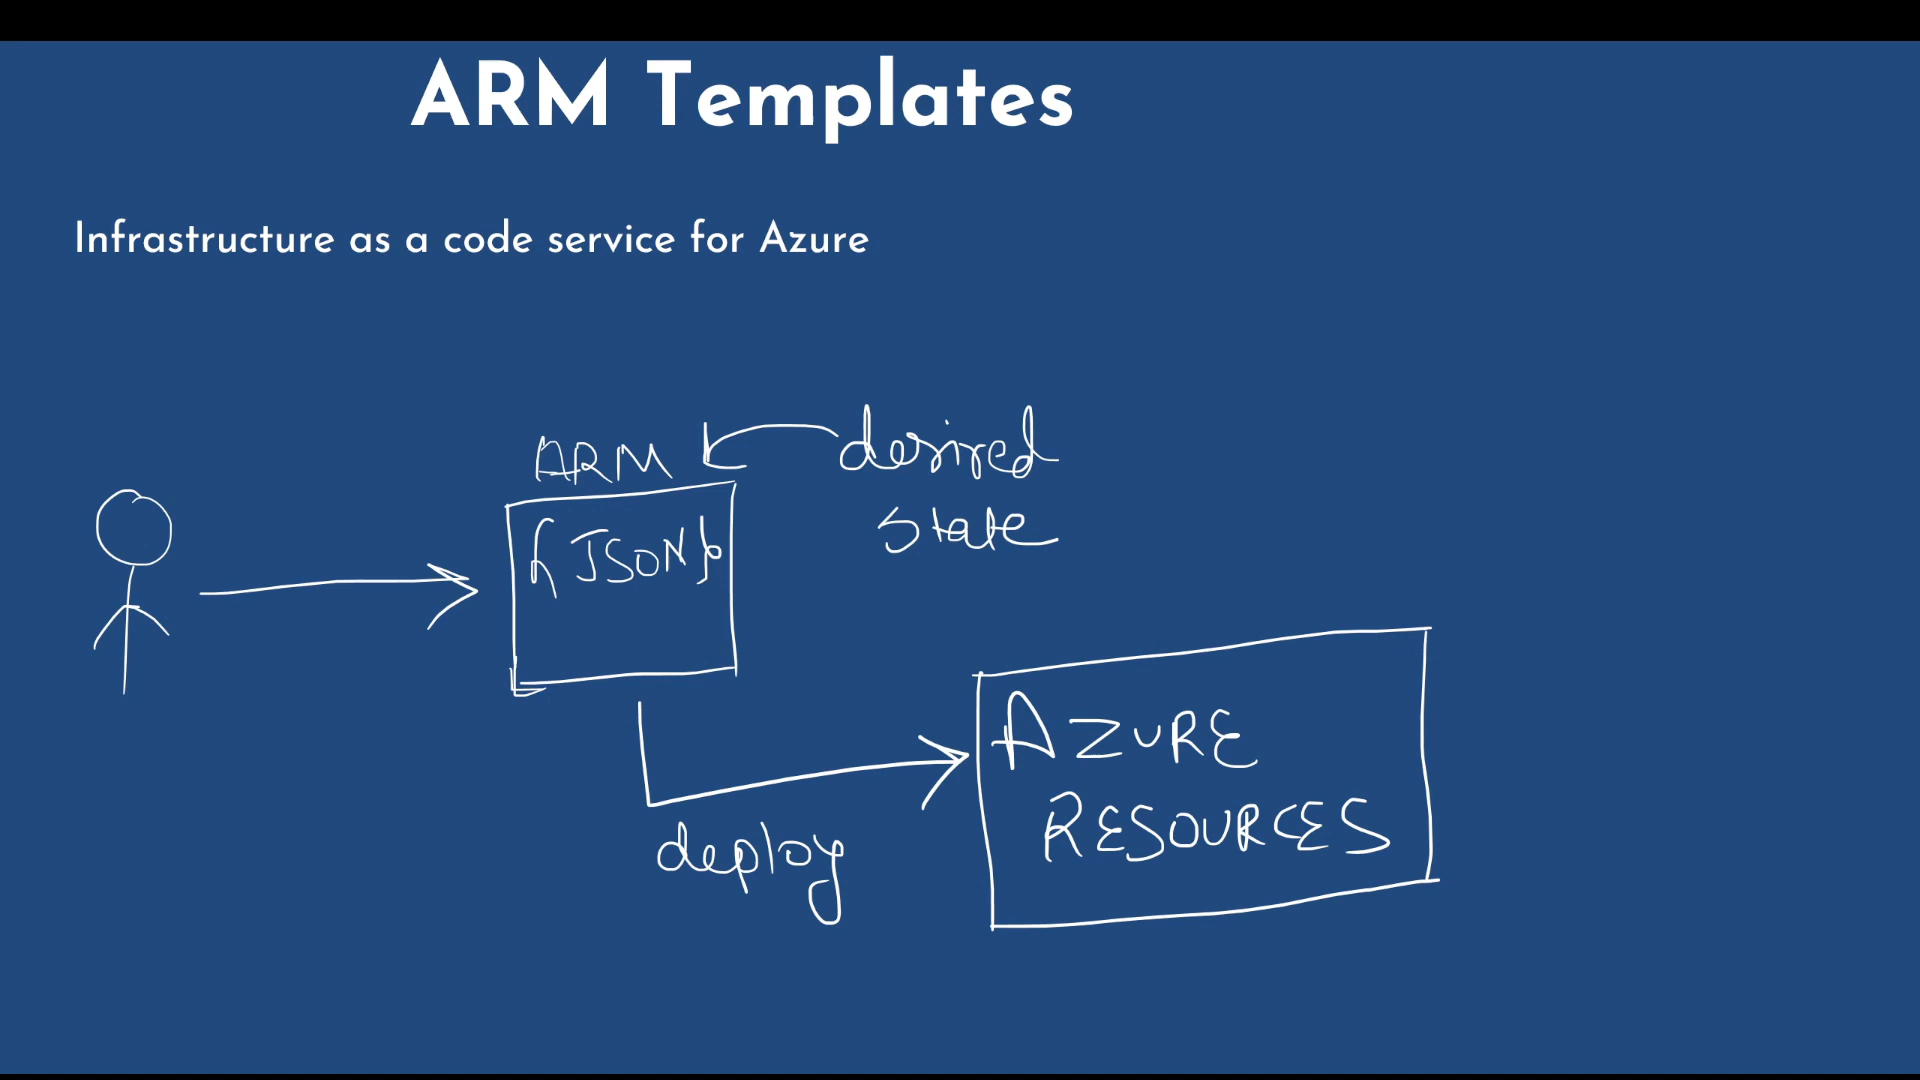 ARM Templates
Infrastructure as a code service for Azure
ARM
desired
state
{JSON}
deploy
AZURE
RESOURCES